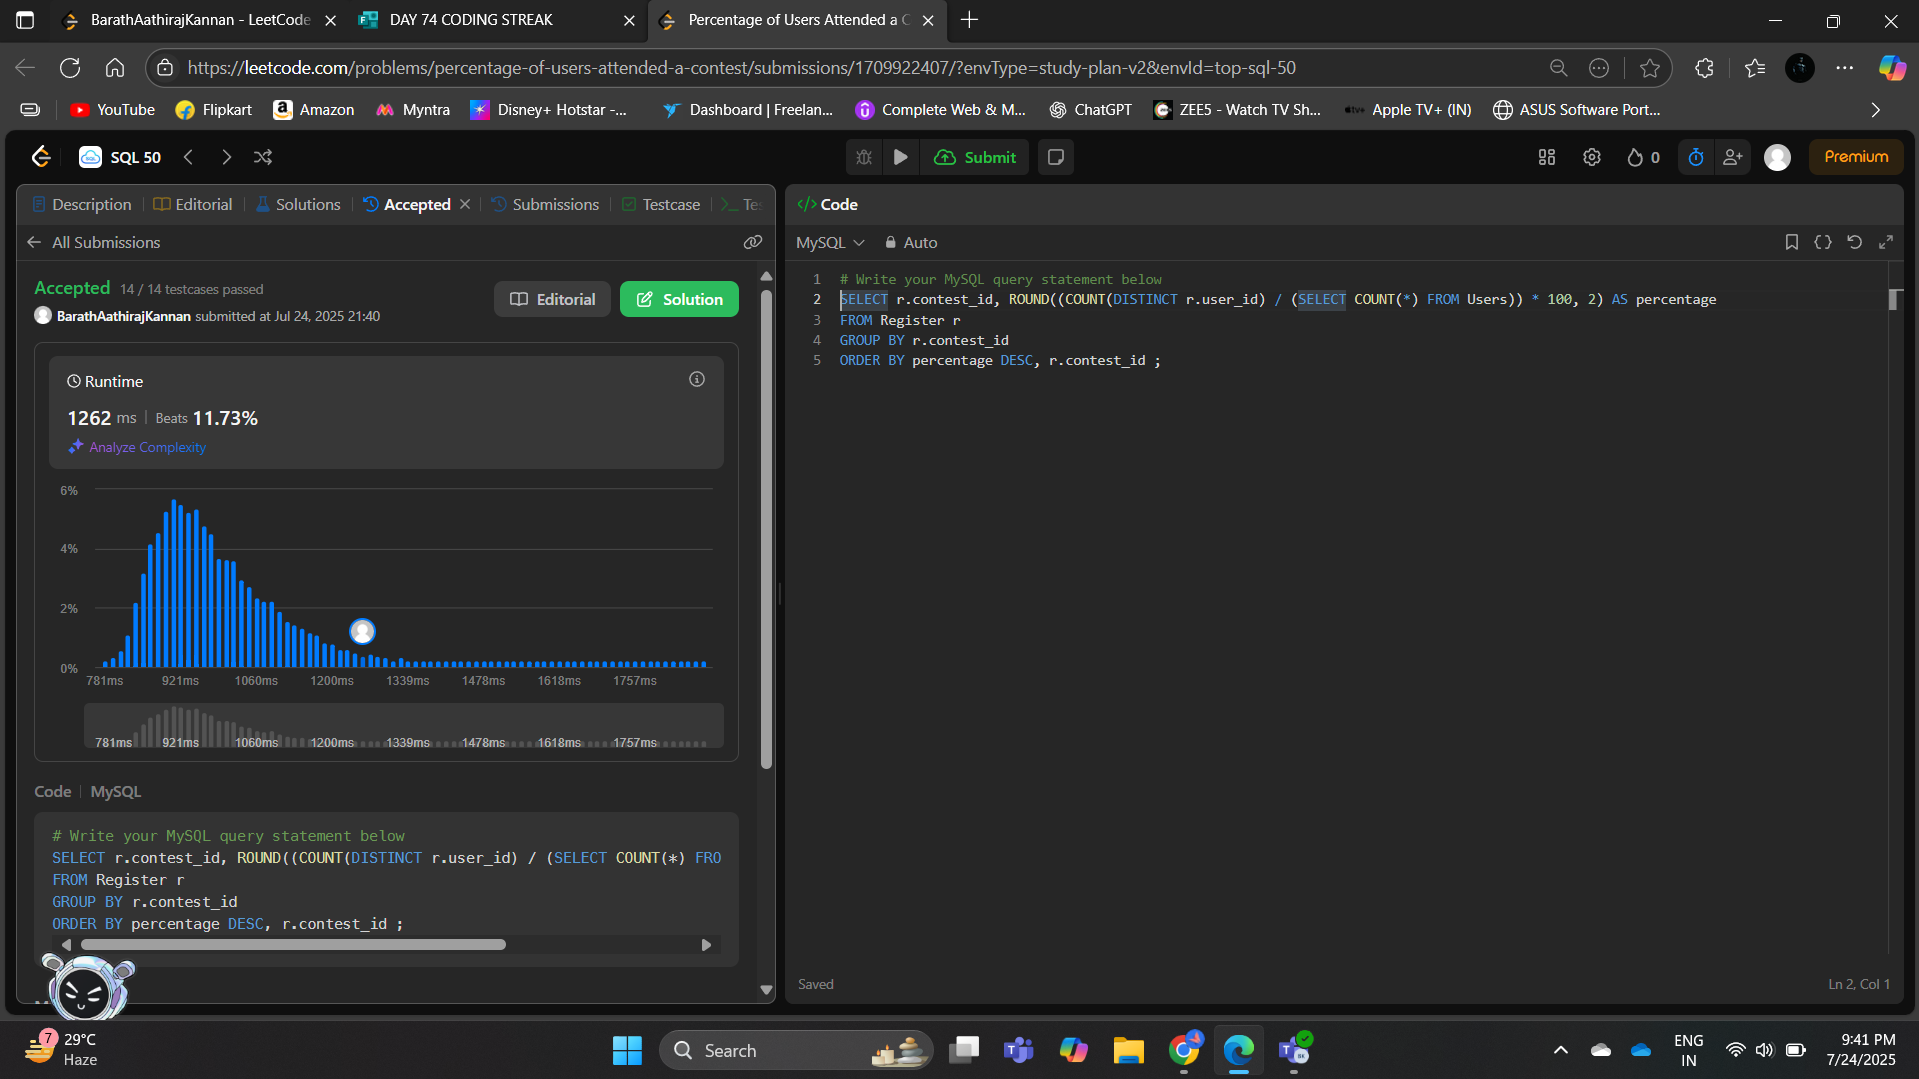 BarathAathirajKannan - LeetCode
DAY 74 CODING STREAK
Percentage of Users Attended a C
https://leetcode.com/problems/percentage-of-users-attended-a-contest/submissions/1709922407/?envType=study-plan-v2&envId=top-sql-50
YouTube
Flipkart
Amazon
Myntra
Disney+ Hotstar -...
Dashboard | Freelan...
Complete Web & M...
ChatGPT
ZEE5 - Watch TV Sh...
Apple TV+ (IN)
ASUS Software Port...
SQL 50
Submit
0
Premium
Description
Editorial
Solutions
Accepted
Submissions
Testcase
Te
All Submissions
Accepted 14 / 14 testcases passed
BarathAathirajKannan submitted at Jul 24, 2025 21:40
Editorial
Solution
Runtime
1262 ms | Beats 11.73%
Analyze Complexity
6%
4%
2%
0%
781ms 921ms 1060ms 1200ms 1339ms 1478ms 1618ms 1757ms
781ms 921ms 1060ms 1200ms 1339ms 1478ms 1618ms 1757ms
Code | MySQL
# Write your MySQL query statement below
SELECT r.contest_id, ROUND((COUNT(DISTINCT r.user_id) / (SELECT COUNT(*) FRO
FROM Register r
GROUP BY r.contest_id
ORDER BY percentage DESC, r.contest_id ;
</> Code
MySQL
Auto
1 # Write your MySQL query statement below
2 SELECT r.contest_id, ROUND((COUNT(DISTINCT r.user_id) / (SELECT COUNT(*) FROM Users)) * 100, 2) AS percentage
3 FROM Register r
4 GROUP BY r.contest_id
5 ORDER BY percentage DESC, r.contest_id ;
Saved
Ln 2, Col 1
7
29°C
Haze
Search
ENG
IN
9:41 PM
7/24/2025